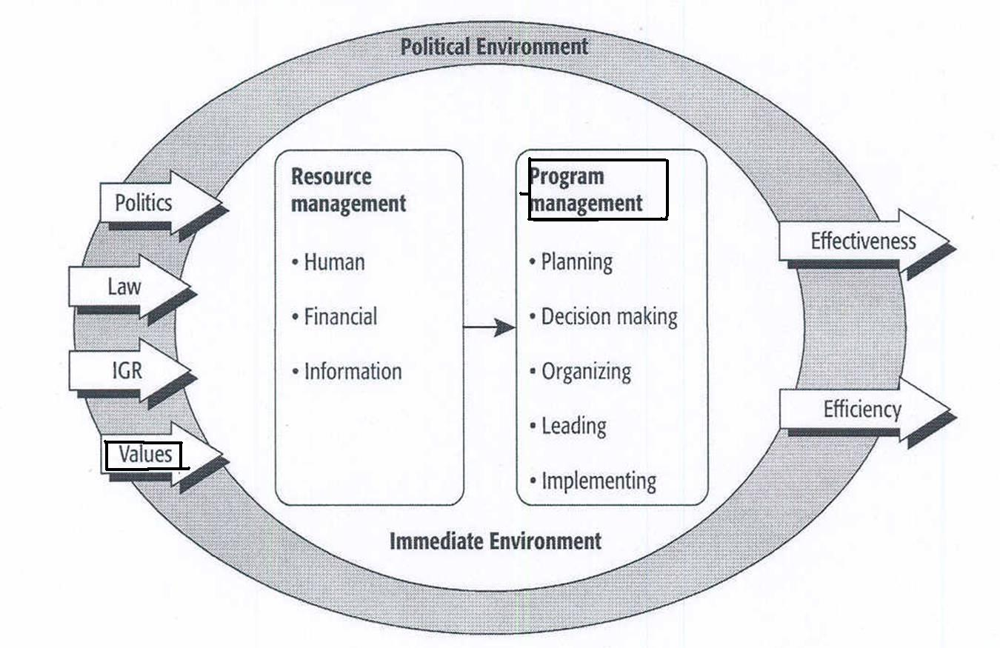 Political Environment
Politics
Law
IGR
Values
Resource
management
• Human
• Financial
• Information
Program
management
• Planning
• Decision making
• Organizing
• Leading
• Implementing
Immediate Environment
Effectiveness
Efficiency